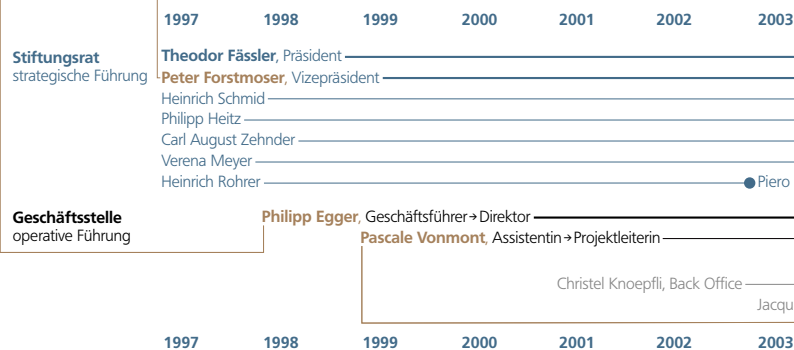 1997 1998 1999 2000 2001 2002 2003
Stiftungsrat
strategische Führung
Theodor Fässler, Präsident
Peter Forstmoser, Vizepräsident
Heinrich Schmid
Philipp Heitz
Carl August Zehnder
Verena Meyer
Heinrich Rohrer Piero
Geschäftsstelle
operative Führung
Philipp Egger, Geschäftsführer→Direktor
Pascale Vonmont, Assistentin→Projektleiterin
Christel Knoepfli, Back Office
Jacqu
1997 1998 1999 2000 2001 2002 2003